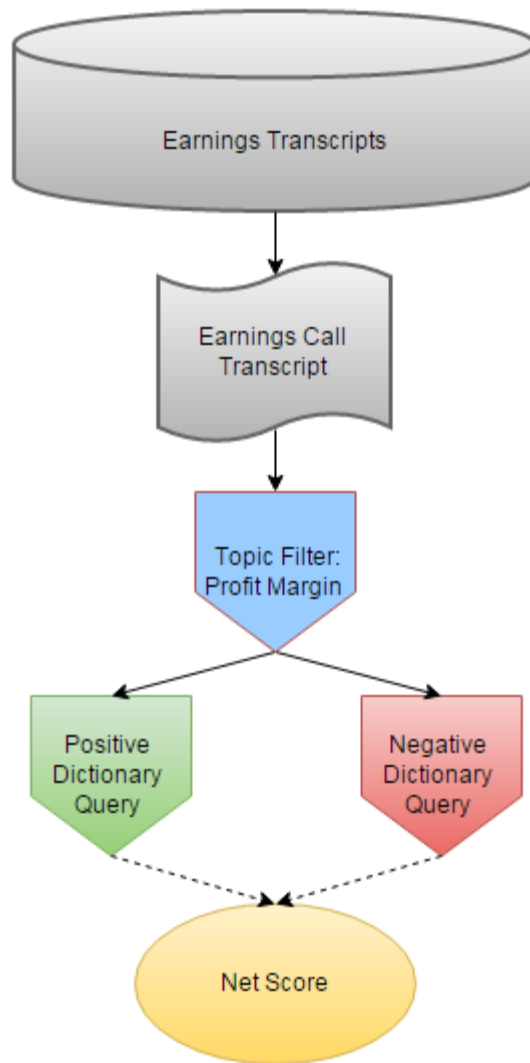 Earnings Transcripts
Earnings Call
Transcript
Topic Filter:
Profit Margin
Positive
Dictionary
Query
Negative
Dictionary
Query
Net Score